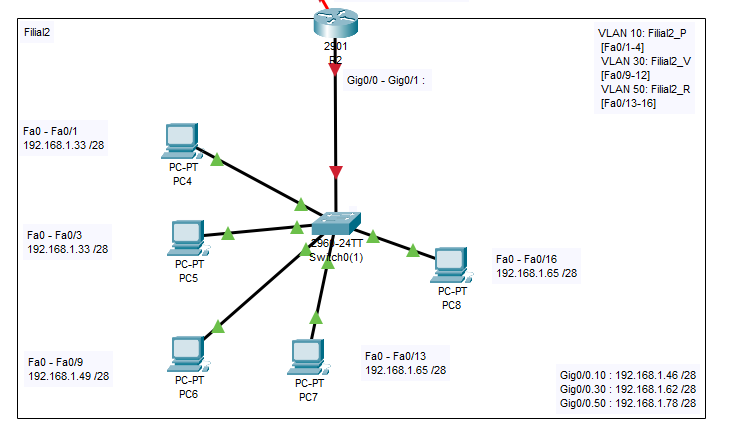 Filial2
2901
R2
Gig0/0 - Gig0/1 :
VLAN 10: Filial2_P
[Fa0/1-4]
VLAN 30: Filial2_V
[Fa0/9-12]
VLAN 50: Filial2_R
[Fa0/13-16]
Fa0 - Fa0/1
192.168.1.33 /28
PC-PT
PC4
Fa0 - Fa0/3
192.168.1.33 /28
PC-PT
PC5
2960-24TT
Switch0(1)
PC-PT
PC8
Fa0 - Fa0/16
192.168.1.65 /28
Fa0 - Fa0/9
192.168.1.49 /28
PC-PT
PC6
PC-PT
PC7
Fa0 - Fa0/13
192.168.1.65 /28
Gig0/0.10 : 192.168.1.46 /28
Gig0/0.30 : 192.168.1.62 /28
Gig0/0.50 : 192.168.1.78 /28